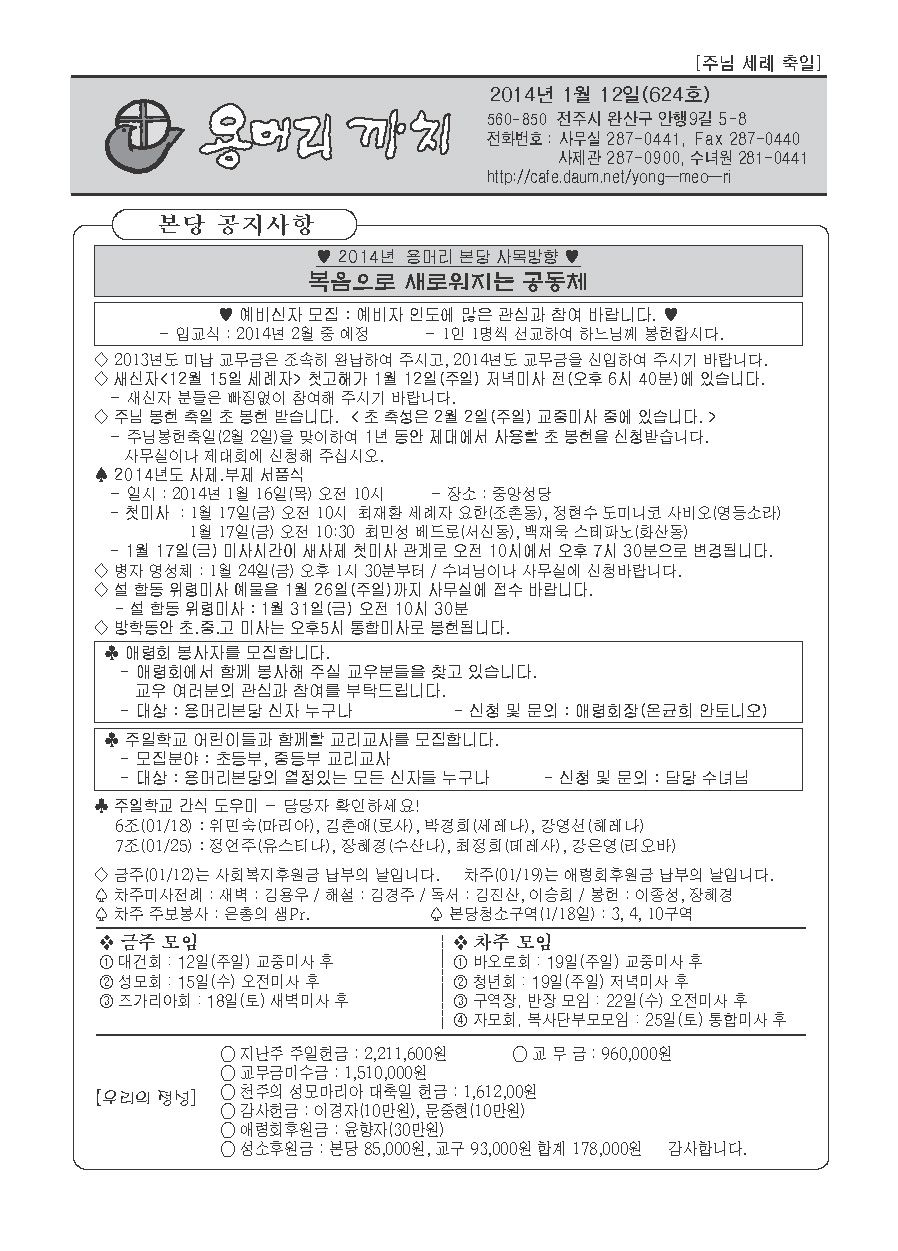 [주님 세례 축일]
용머리 까치
2014년 1월 12일(624호)
560-850 전주시 완산구 안행9길 5-8
전화번호 : 사무실 287-0441, Fax 287-0440
사제관 287-0900, 수녀원 281-0441
http://cafe.daum.net/yong-meo-ri
본당 공지사항
♥ 2014년 용머리 본당 사목방향 ♥
복음으로 새로워지는 공동체
♥ 예비신자 모집 : 예비자 인도에 많은 관심과 참여 바랍니다. ♥
- 입교식 : 2014년 2월 중 예정 - 1인 1명씩 선교하여 하느님께 봉헌합시다.
◇ 2013년도 미납 교무금은 조속히 완납하여 주시고, 2014년도 교무금을 신입하여 주시기 바랍니다.
◇ 새신자<12월 15일 세례자> 첫고해가 1월 12일(주일) 저녁미사 전(오후 6시 40분)에 있습니다.
- 새신자 분들은 빠짐없이 참여해 주시기 바랍니다.
◇ 주님 봉헌 축일 초 봉헌 받습니다. < 초 축성은 2월 2일(주일) 교중미사 중에 있습니다. >
- 주님봉헌축일(2월 2일)을 맞이하여 1년 동안 제대에서 사용할 초 봉헌을 신청받습니다.
사무실이나 제대회에 신청해 주십시오.
♠ 2014년도 사제.부제 서품식
- 일시 : 2014년 1월 16일(목) 오전 10시 - 장소 : 중앙성당
- 첫미사 : 1월 17일(금) 오전 10시 최재환 세례자 요한(조촌동), 정현수 도미니코 사비오(영등소라)
1월 17일(금) 오전 10:30 최민성 베드로(서신동), 백재욱 스테파노(화산동)
- 1월 17일(금) 미사시간이 새사제 첫미사 관계로 오전 10시에서 오후 7시 30분으로 변경됩니다.
◇ 병자 영성체 : 1월 24일(금) 오후 1시 30분부터 / 수녀님이나 사무실에 신청바랍니다.
◇ 설 합동 위령미사 예물을 1월 26일(주일)까지 사무실에 접수 바랍니다.
- 설 합동 위령미사 : 1월 31일(금) 오전 10시 30분
◇ 방학동안 초.중.고 미사는 오후5시 통합미사로 봉헌됩니다.
♣ 애령회 봉사자를 모집합니다.
- 애령회에서 함께 봉사해 주실 교우분들을 찾고 있습니다.
교우 여러분의 관심과 참여를 부탁드립니다.
- 대상 : 용머리본당 신자 누구나 - 신청 및 문의 : 애령회장(온균희 안토니오)
♣ 주일학교 어린이들과 함께할 교리교사를 모집합니다.
- 모집분야 : 초등부, 중등부 교리교사
- 대상 : 용머리본당의 열정있는 모든 신자들 누구나 - 신청 및 문의 : 담당 수녀님
♣ 주일학교 간식 도우미 - 담당자 확인하세요!
6조(01/18) : 위민숙(마리아), 김춘애(로사), 박경희(세레나), 강영선(헤레나)
7조(01/25) : 정언주(유스티나), 장혜경(수산나), 최정희(데레사), 강은영(리오바)
◇ 금주(01/12)는 사회복지후원금 납부의 날입니다. 차주(01/19)는 애령회후원금 납부의 날입니다.
♤ 차주미사전례 : 새벽 : 김용우 / 해설 : 김경주 / 독서 : 김진산, 이승희 / 봉헌 : 이종성, 장혜경
♤ 차주 주보봉사 : 은총의 샘Pr. ♤ 본당청소구역(1/18일) : 3, 4, 10구역
❖ 금주 모임
① 대건회 : 12일(주일) 교중미사 후
② 성모회 : 15일(수) 오전미사 후
③ 즈가리아회 : 18일(토) 새벽미사 후
❖ 차주 모임
① 바오로회 : 19일(주일) 교중미사 후
② 청년회 : 19일(주일) 저녁미사 후
③ 구역장, 반장 모임 : 22일(수) 오전미사 후
④ 자모회, 복사단부모모임 : 25일(토) 통합미사 후
[우리의 정성]
○ 지난주 주일헌금 : 2,211,600원 ○ 교 무 금 : 960,000원
○ 교무금미수금 : 1,510,000원
○ 천주의 성모마리아 대축일 헌금 : 1,612,00원
○ 감사헌금 : 이경자(10만원), 문중현(10만원)
○ 애령회후원금 : 윤향자(30만원)
○ 성소후원금 : 본당 85,000원, 교구 93,000원 합계 178,000원 감사합니다.